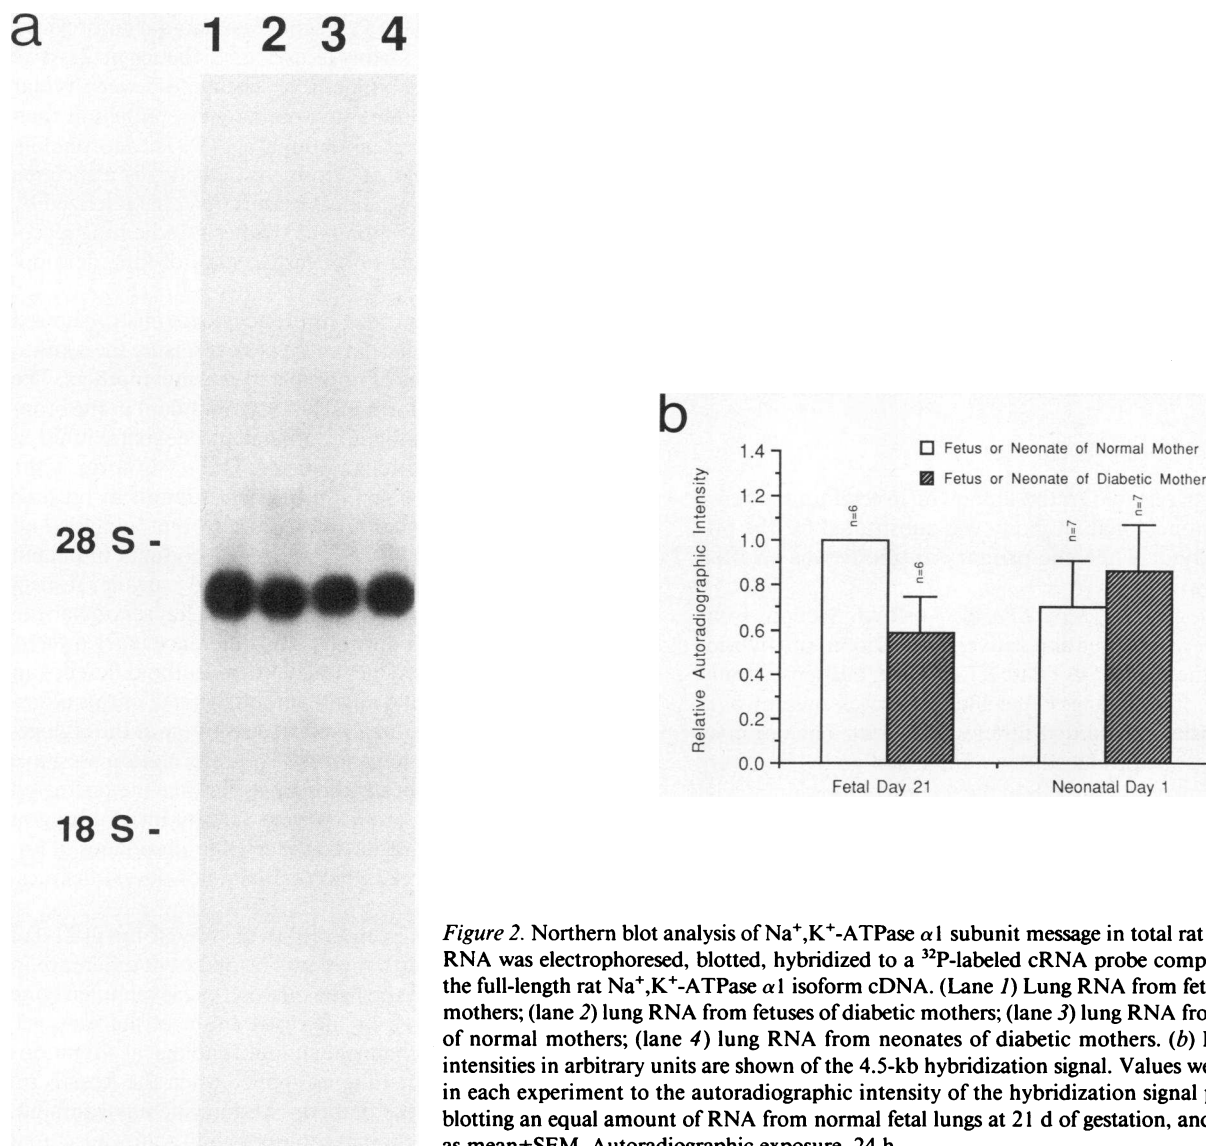 a
1 2 3 4
28 S -
18 S -
b
Relative Autoradiographic Intensity
1.4
1.2
1.0
0.8
0.6
0.4
0.2
0.0
Fetus or Neonate of Normal Mother
Fetus or Neonate of Diabetic Mother
n=6
n=6
n=7
n=7
Fetal Day 21
Neonatal Day 1
Figure 2. Northern blot analysis of Na⁺,K⁺-ATPase α1 subunit message in total rat
RNA was electrophoresed, blotted, hybridized to a ³²P-labeled cRNA probe comp
the full-length rat Na⁺,K⁺-ATPase α1 isoform cDNA. (Lane 1) Lung RNA from fet
mothers; (lane 2) lung RNA from fetuses of diabetic mothers; (lane 3) lung RNA fro
of normal mothers; (lane 4) lung RNA from neonates of diabetic mothers. (b)
intensities in arbitrary units are shown of the 4.5-kb hybridization signal. Values we
in each experiment to the autoradiographic intensity of the hybridization signal
blotting an equal amount of RNA from normal fetal lungs at 21 d of gestation, and
as mean±SEM. Autoradiographic exposure, 24 h.